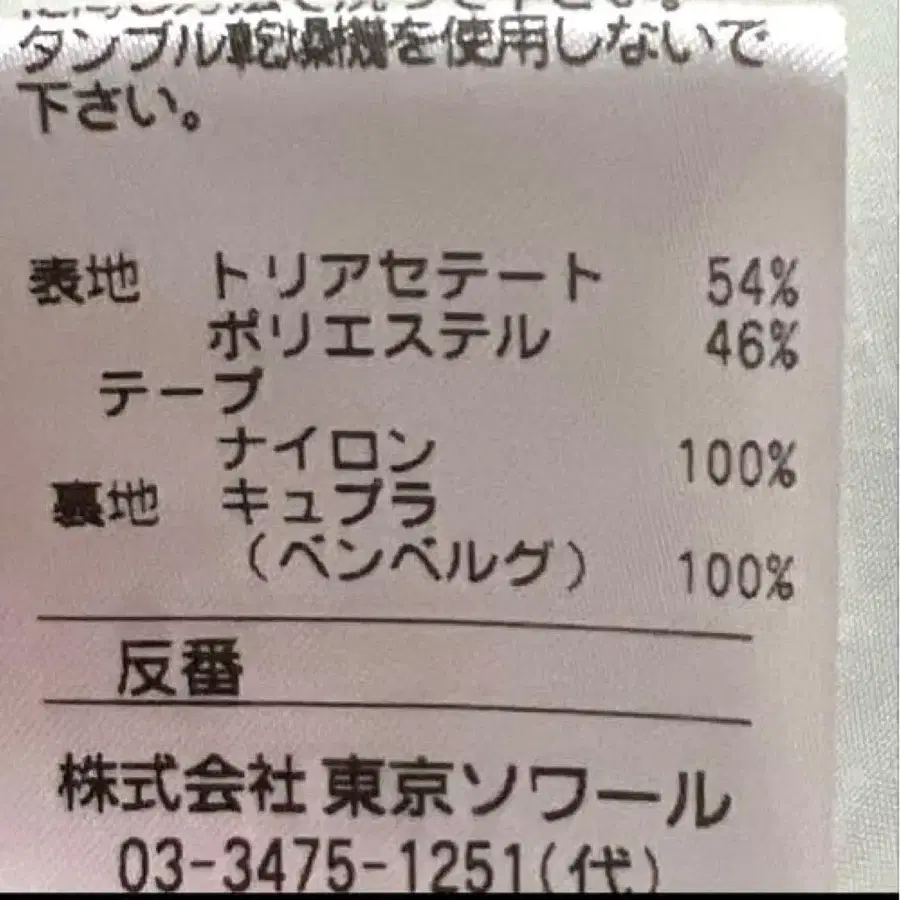 タンブル乾燥機を使用しないで
下さい。
表地 トリアセテート 54%
ポリエステル 46%
テープ
ナイロン 100%
裏地 キュプラ
(ベンベルグ) 100%
反番
株式会社 東京ソワール
03-3475-1251(代)